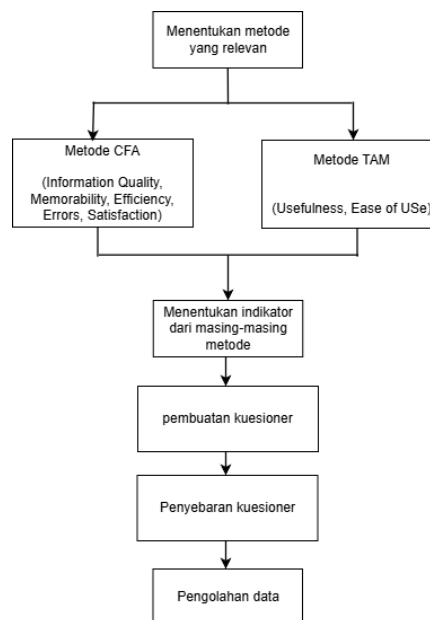 Menentukan metode
yang relevan
Metode CFA
(Information Quality,
Memorability, Efficiency,
Errors, Satisfaction)
Metode TAM
(Usefulness, Ease of USe)
Menentukan indikator
dari masing-masing
metode
pembuatan kuesioner
Penyebaran kuesioner
Pengolahan data